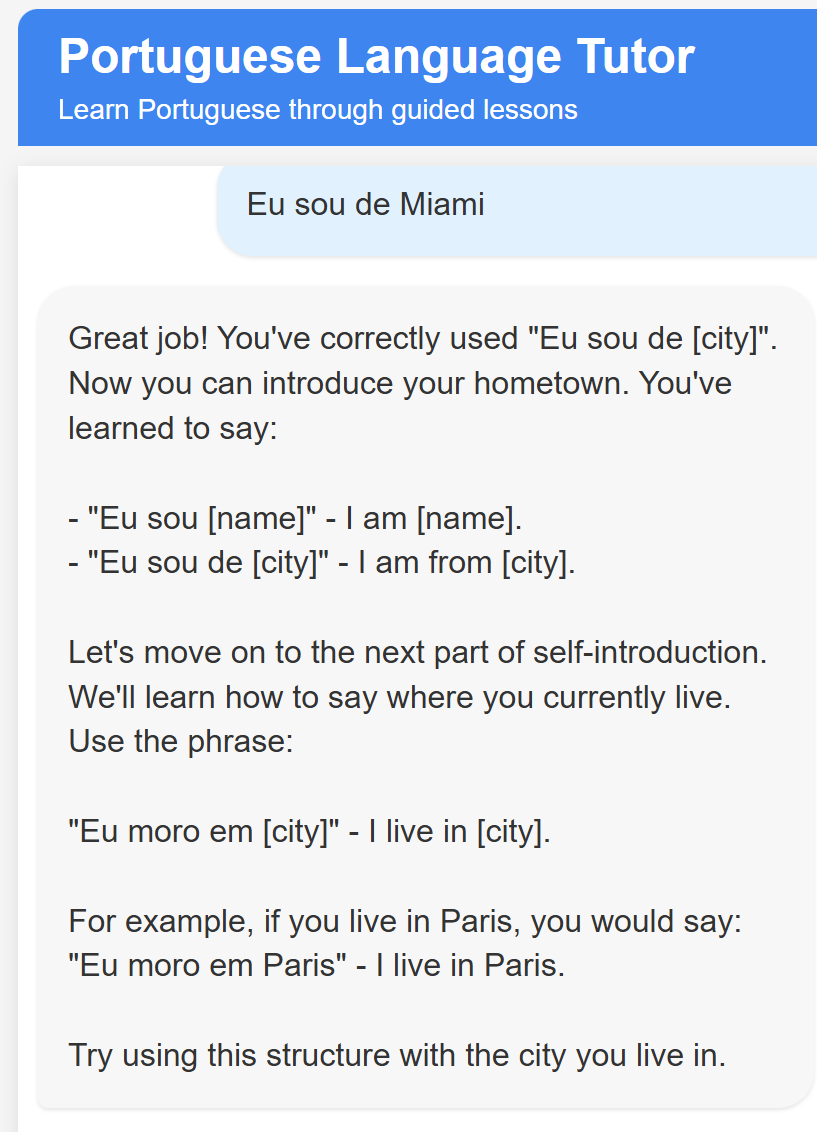 Portuguese Language Tutor
Learn Portuguese through guided lessons
Eu sou de Miami
Great job! You've correctly used "Eu sou de [city]".
Now you can introduce your hometown. You've
learned to say:
- "Eu sou [name]" - I am [name].
- "Eu sou de [city]" - I am from [city].
Let's move on to the next part of self-introduction.
We'll learn how to say where you currently live.
Use the phrase:
"Eu moro em [city]" - I live in [city].
For example, if you live in Paris, you would say:
"Eu moro em Paris" - I live in Paris.
Try using this structure with the city you live in.